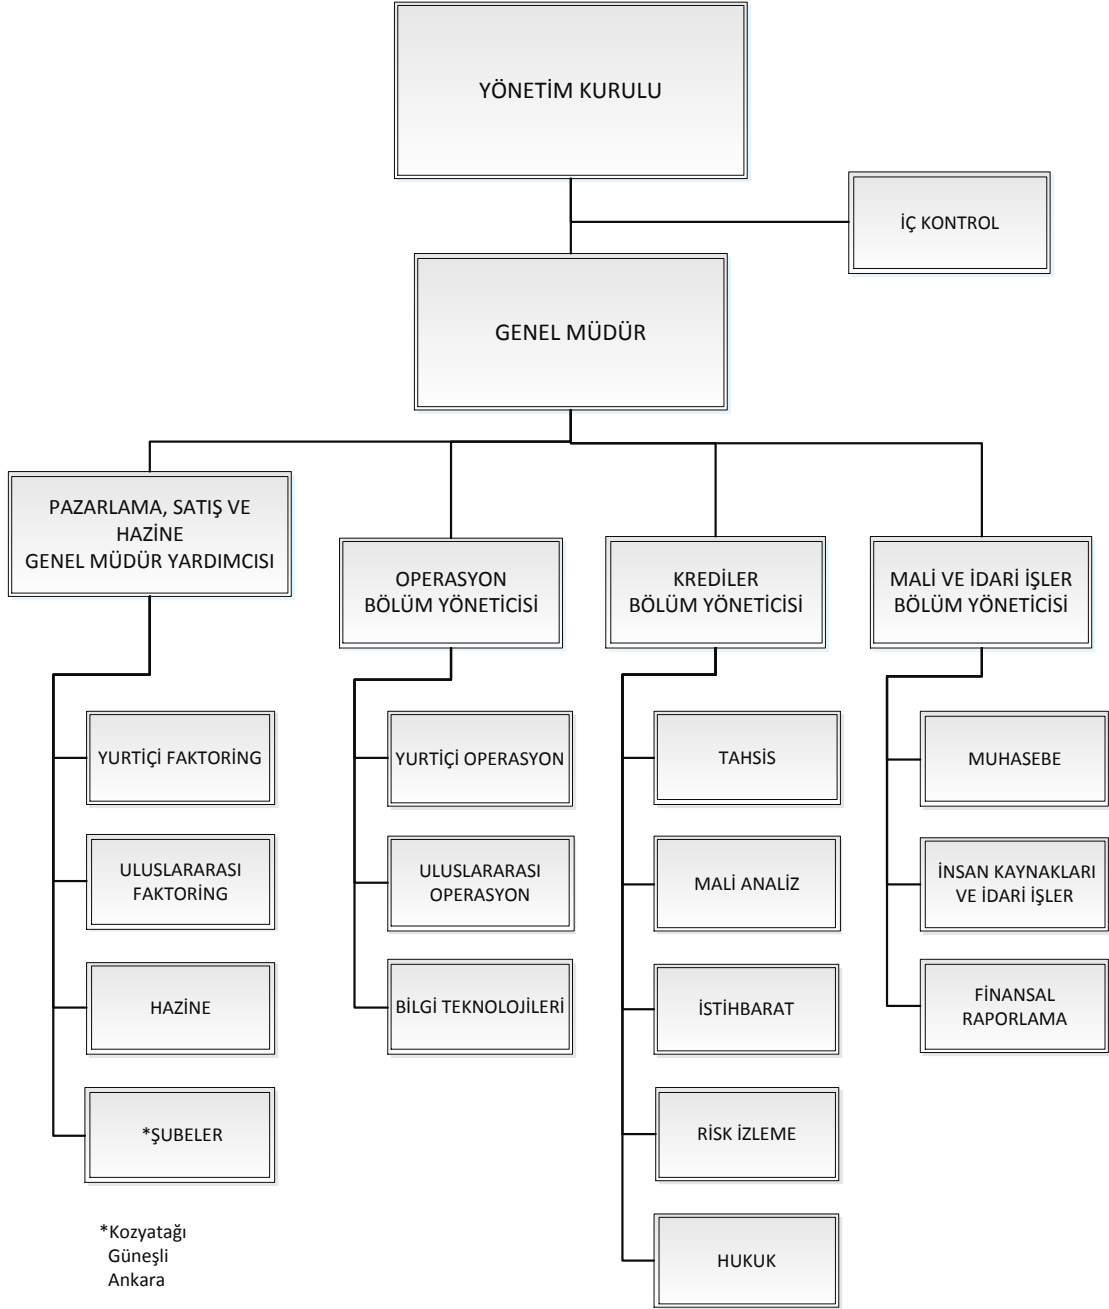 YÖNETİM KURULU
İÇ KONTROL
GENEL MÜDÜR
PAZARLAMA, SATIŞ VE
HAZİNE
GENEL MÜDÜR YARDIMCISI
OPERASYON
BÖLÜM YÖNETİCİSİ
KREDİLER
BÖLÜM YÖNETİCİSİ
MALİ VE İDARİ İŞLER
BÖLÜM YÖNETİCİSİ
YURTİÇİ FAKTORİNG
ULUSLARARASI
FAKTORİNG
HAZİNE
*ŞUBELER
*Kozyatağı
Güneşli
Ankara
YURTİÇİ OPERASYON
ULUSLARARASI
OPERASYON
BİLGİ TEKNOLOJİLERİ
TAHSİS
MALİ ANALİZ
İSTİHBARAT
RİSK İZLEME
HUKUK
MUHASEBE
İNSAN KAYNAKLARI
VE İDARİ İŞLER
FİNANSAL
RAPORLAMA